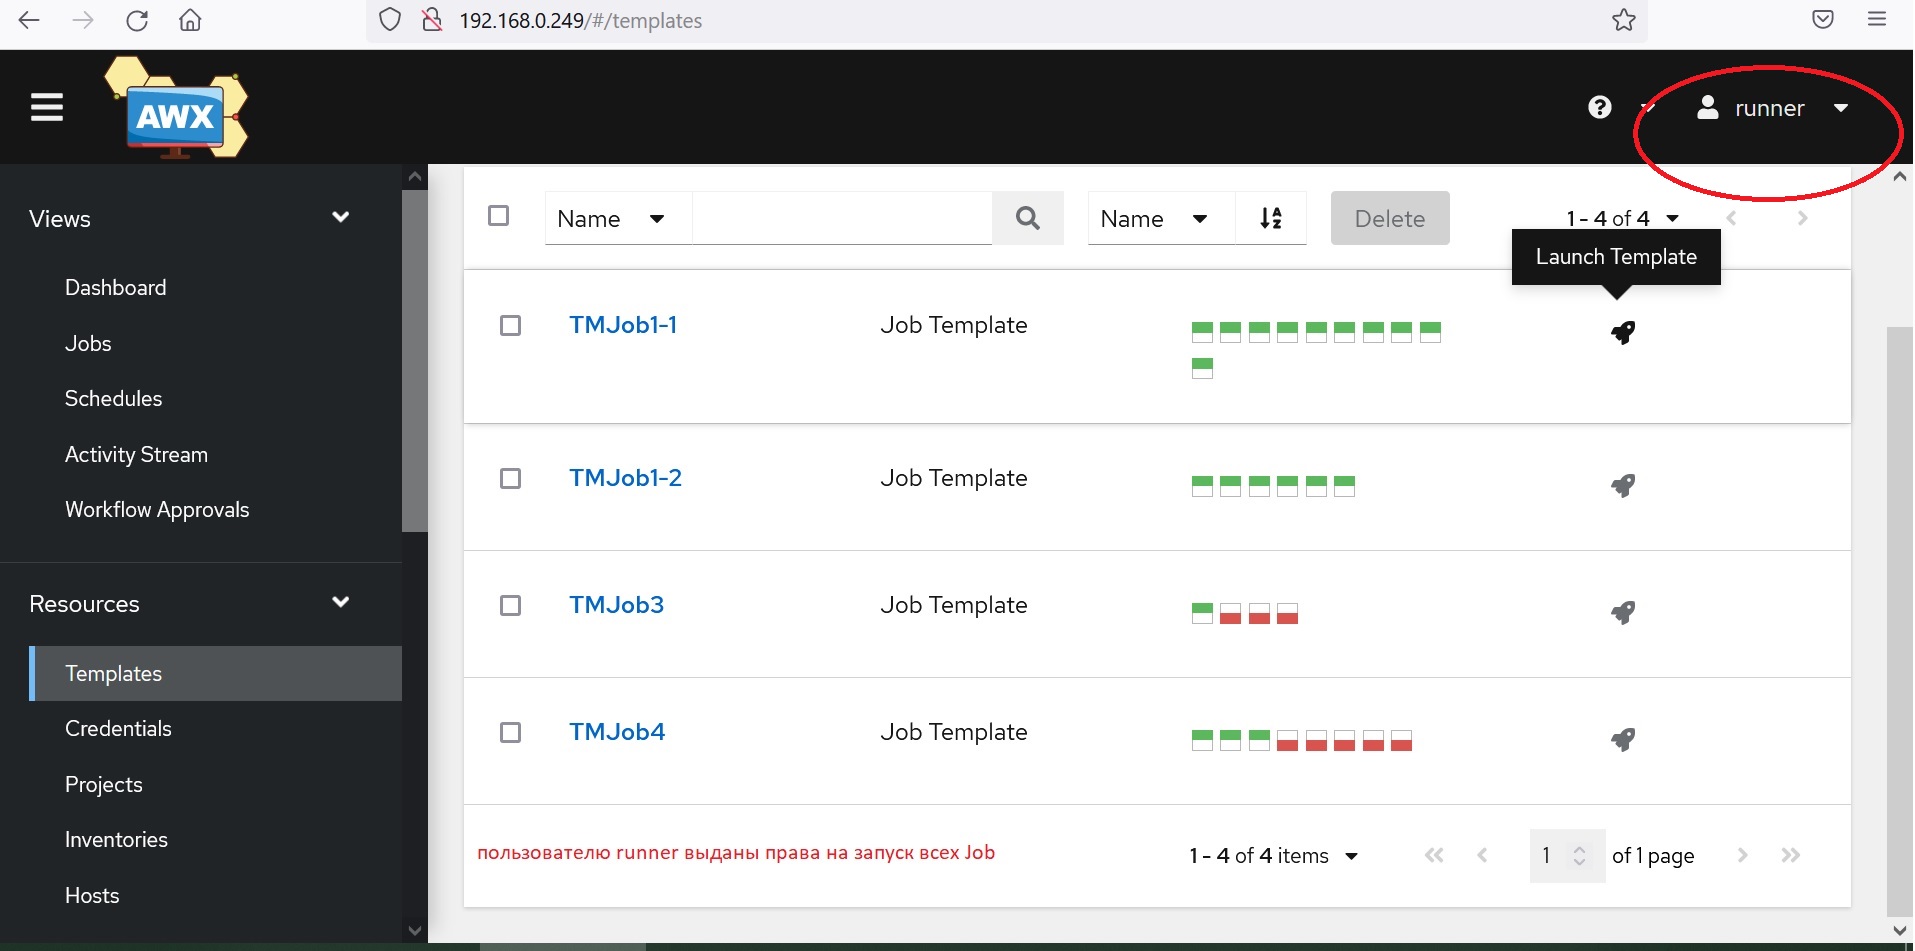 192.168.0.249/#/templates
AWX
runner
Views
Dashboard
Jobs
Schedules
Activity Stream
Workflow Approvals
Resources
Templates
Credentials
Projects
Inventories
Hosts
Name Name Delete 1 - 4 of 4
Launch Template
TMJob1-1 Job Template
TMJob1-2 Job Template
TMJob3 Job Template
TMJob4 Job Template
пользователю runner выданы права на запуск всех Job 1 - 4 of 4 items 1 of 1 page